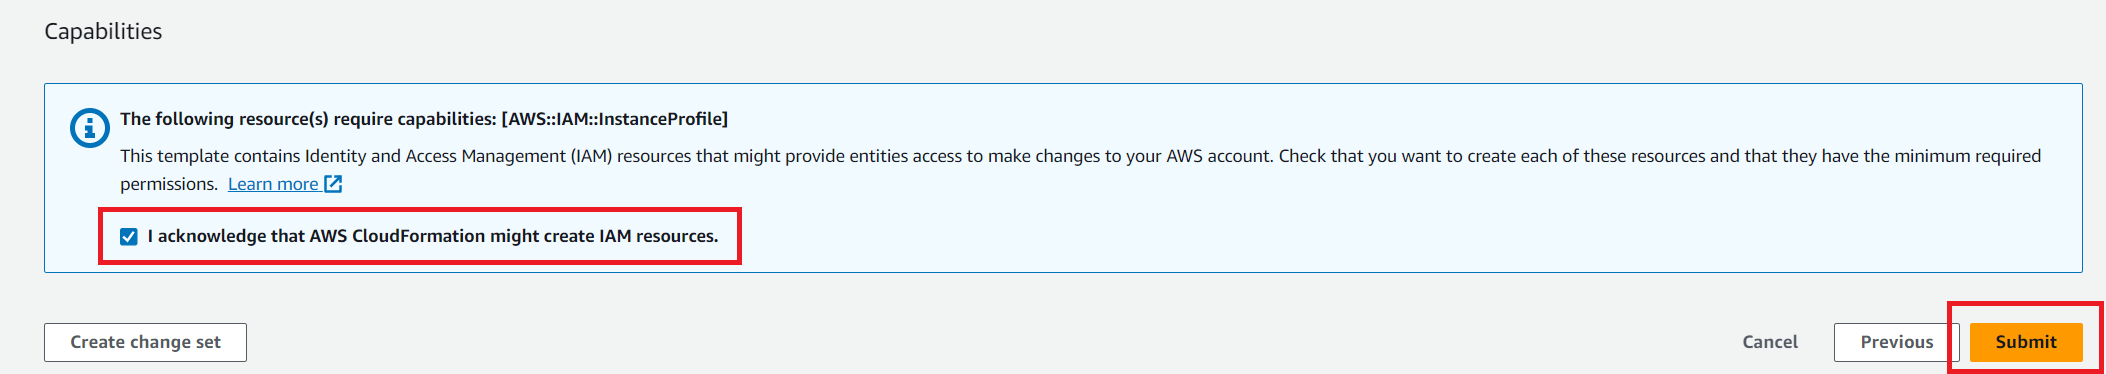 Capabilities
The following resource(s) require capabilities: [AWS::IAM::InstanceProfile]
This template contains Identity and Access Management (IAM) resources that might provide entities access to make changes to your AWS account. Check that you want to create each of these resources and that they have the minimum required
permissions. Learn more
I acknowledge that AWS CloudFormation might create IAM resources.
Create change set Cancel Previous Submit